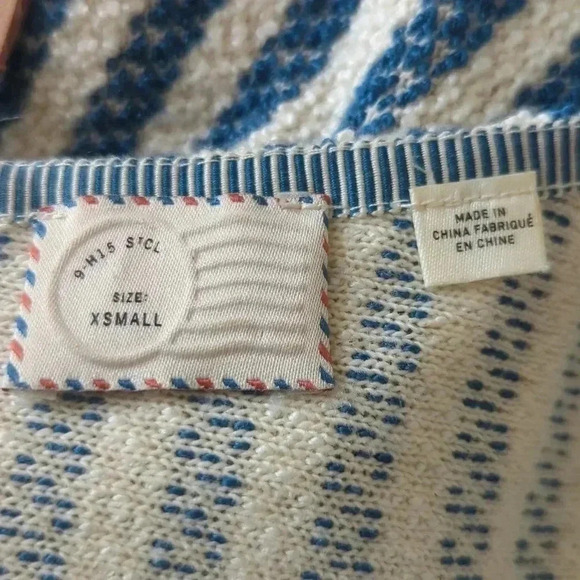 9-H15 STCL
SIZE:
XSMALL
MADE IN
CHINA FABRIQUÉ
EN CHINE